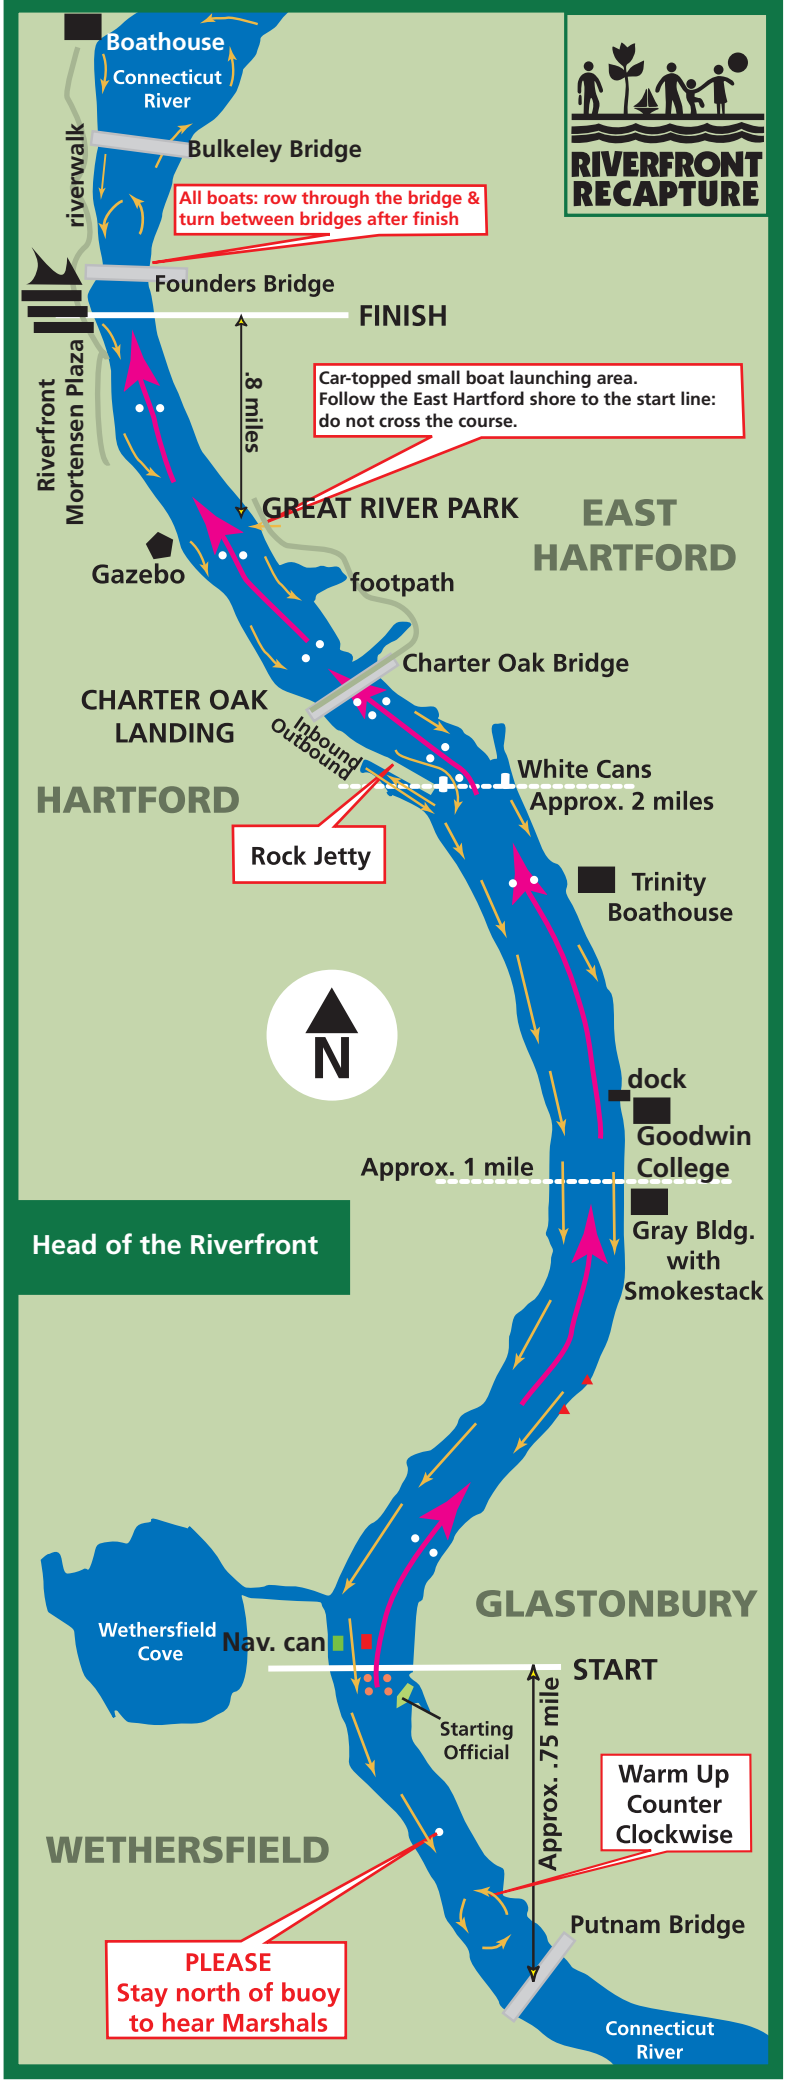 Boathouse
Connecticut
River
RIVERFRONT
RECAPTURE
riverwalk
Bulkeley Bridge
All boats: row through the bridge &
turn between bridges after finish
Founders Bridge
FINISH
Riverfront
Mortensen Plaza
.8 miles
Car-topped small boat launching area.
Follow the East Hartford shore to the start line:
do not cross the course.
GREAT RIVER PARK
EAST
HARTFORD
Gazebo
footpath
Charter Oak Bridge
CHARTER OAK
LANDING
Inbound
Outbound
White Cans
Approx. 2 miles
HARTFORD
Rock Jetty
Trinity
Boathouse
N
dock
Goodwin
College
Approx. 1 mile
Gray Bldg.
with
Smokestack
Head of the Riverfront
GLASTONBURY
Wethersfield
Cove
Nav. can
START
Starting
Official
Approx. .75 mile
Warm Up
Counter
Clockwise
WETHERSFIELD
Putnam Bridge
PLEASE
Stay north of buoy
to hear Marshals
Connecticut
River